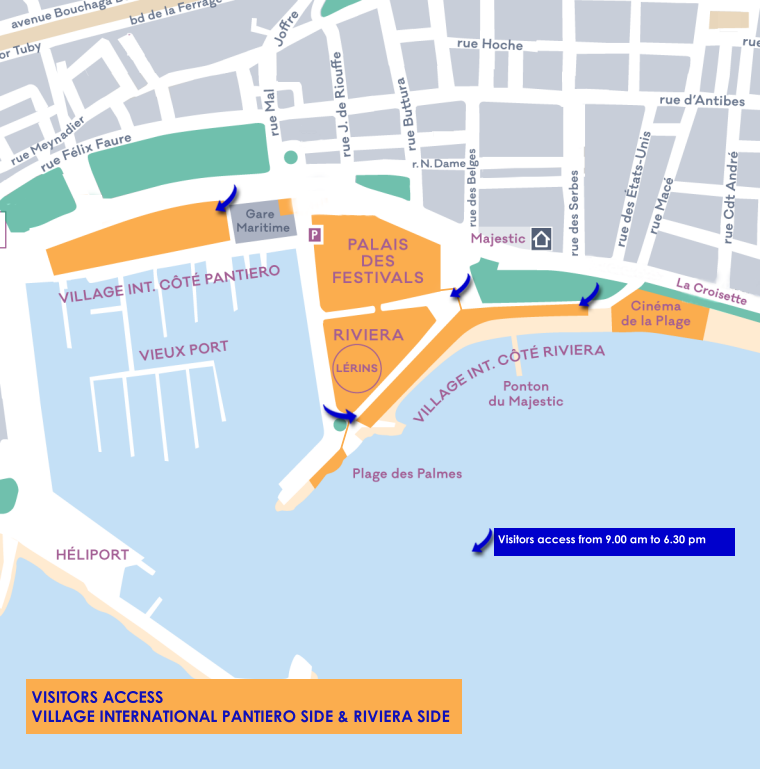 avenue Bouchaga
bd de la Ferrage
or Tuby
Joffre
rue Hoche
rue
rue d'Antibes
rue Meynadier
rue Félix Faure
rue Mal
rue J. de Riouffe
rue Buttura
r. N. Dame
rue des Belges
rue des Serbes
rue des États-Unis
rue Macé
rue Cdt André
Gare
Maritime
P
PALAIS
DES
FESTIVALS
Majestic
La Croisette
VILLAGE INT. CÔTÉ PANTIERO
Cinéma
de la Plage
RIVIERA
LÉRINS
VIEUX PORT
VILLAGE INT. CÔTÉ RIVIERA
Ponton
du Majestic
Plage des Palmes
Visitors access from 9.00 am to 6.30 pm
HÉLIPORT
VISITORS ACCESS
VILLAGE INTERNATIONAL PANTIERO SIDE & RIVIERA SIDE